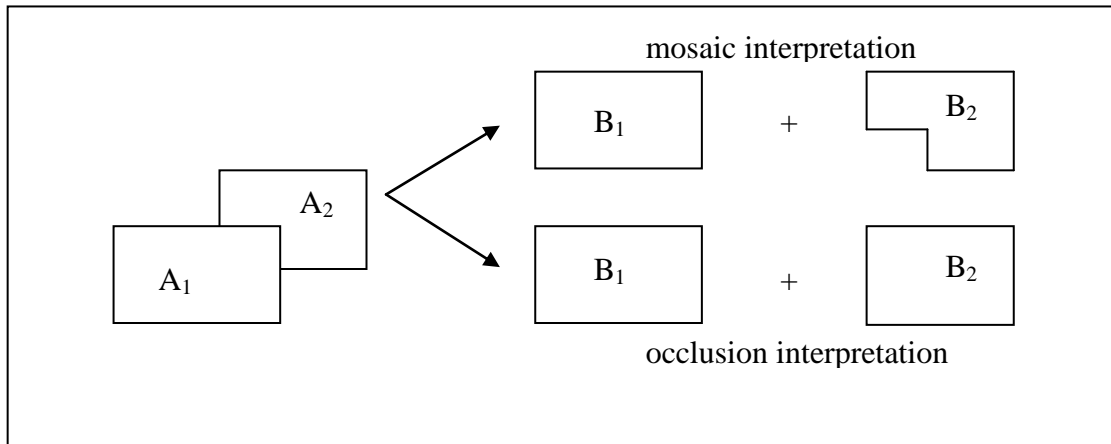 mosaic interpretation
B₁ + B₂
A₂
A₁
B₁ + B₂
occlusion interpretation